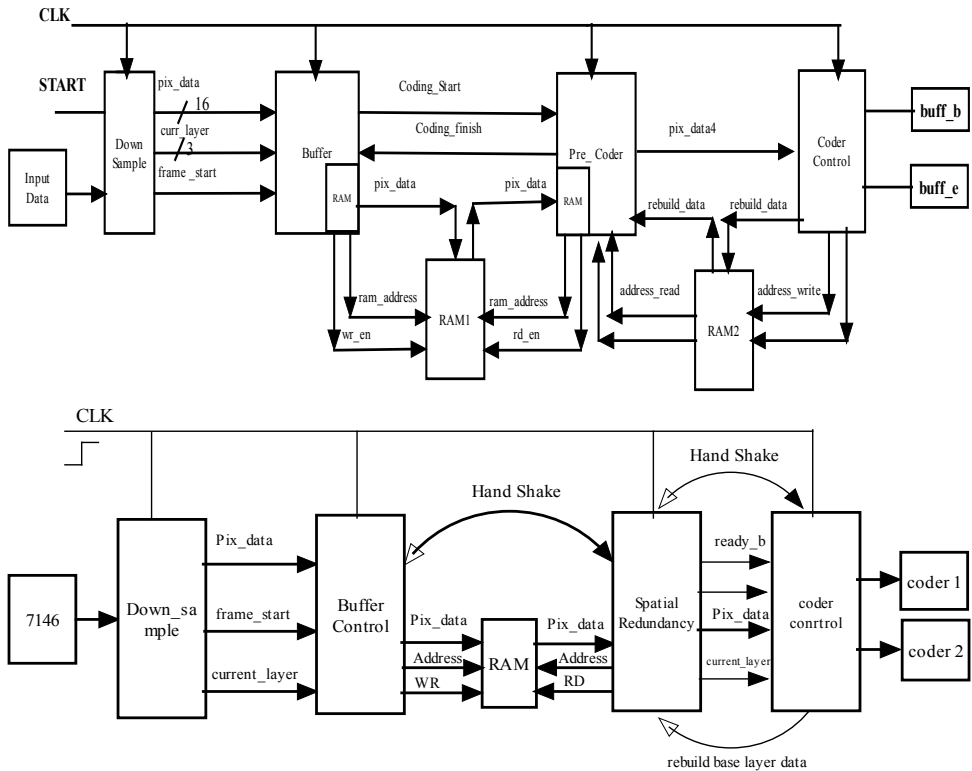 CLK
START
pix_data
16
curr_layer
3
frame_start
Down
Sample
Input
Data
Buffer
RAM
Coding_Start
Coding_finish
pix_data
pix_data
Pre_Coder
RAM
pix_data4
Coder
Control
buff_b
buff_e
rebuild_data
rebuild_data
ram_address
wr_en
RAM1
ram_address
rd_en
address_read
RAM2
address_write
CLK
Hand Shake
Hand Shake
7146
Down_sa
mple
Pix_data
frame_start
current_layer
Buffer
Control
Pix_data
Address
WR
RAM
Pix_data
Address
RD
Spatial
Redundancy
ready_b
Pix_data
current_layer
coder
conrtrol
coder 1
coder 2
rebuild base layer data